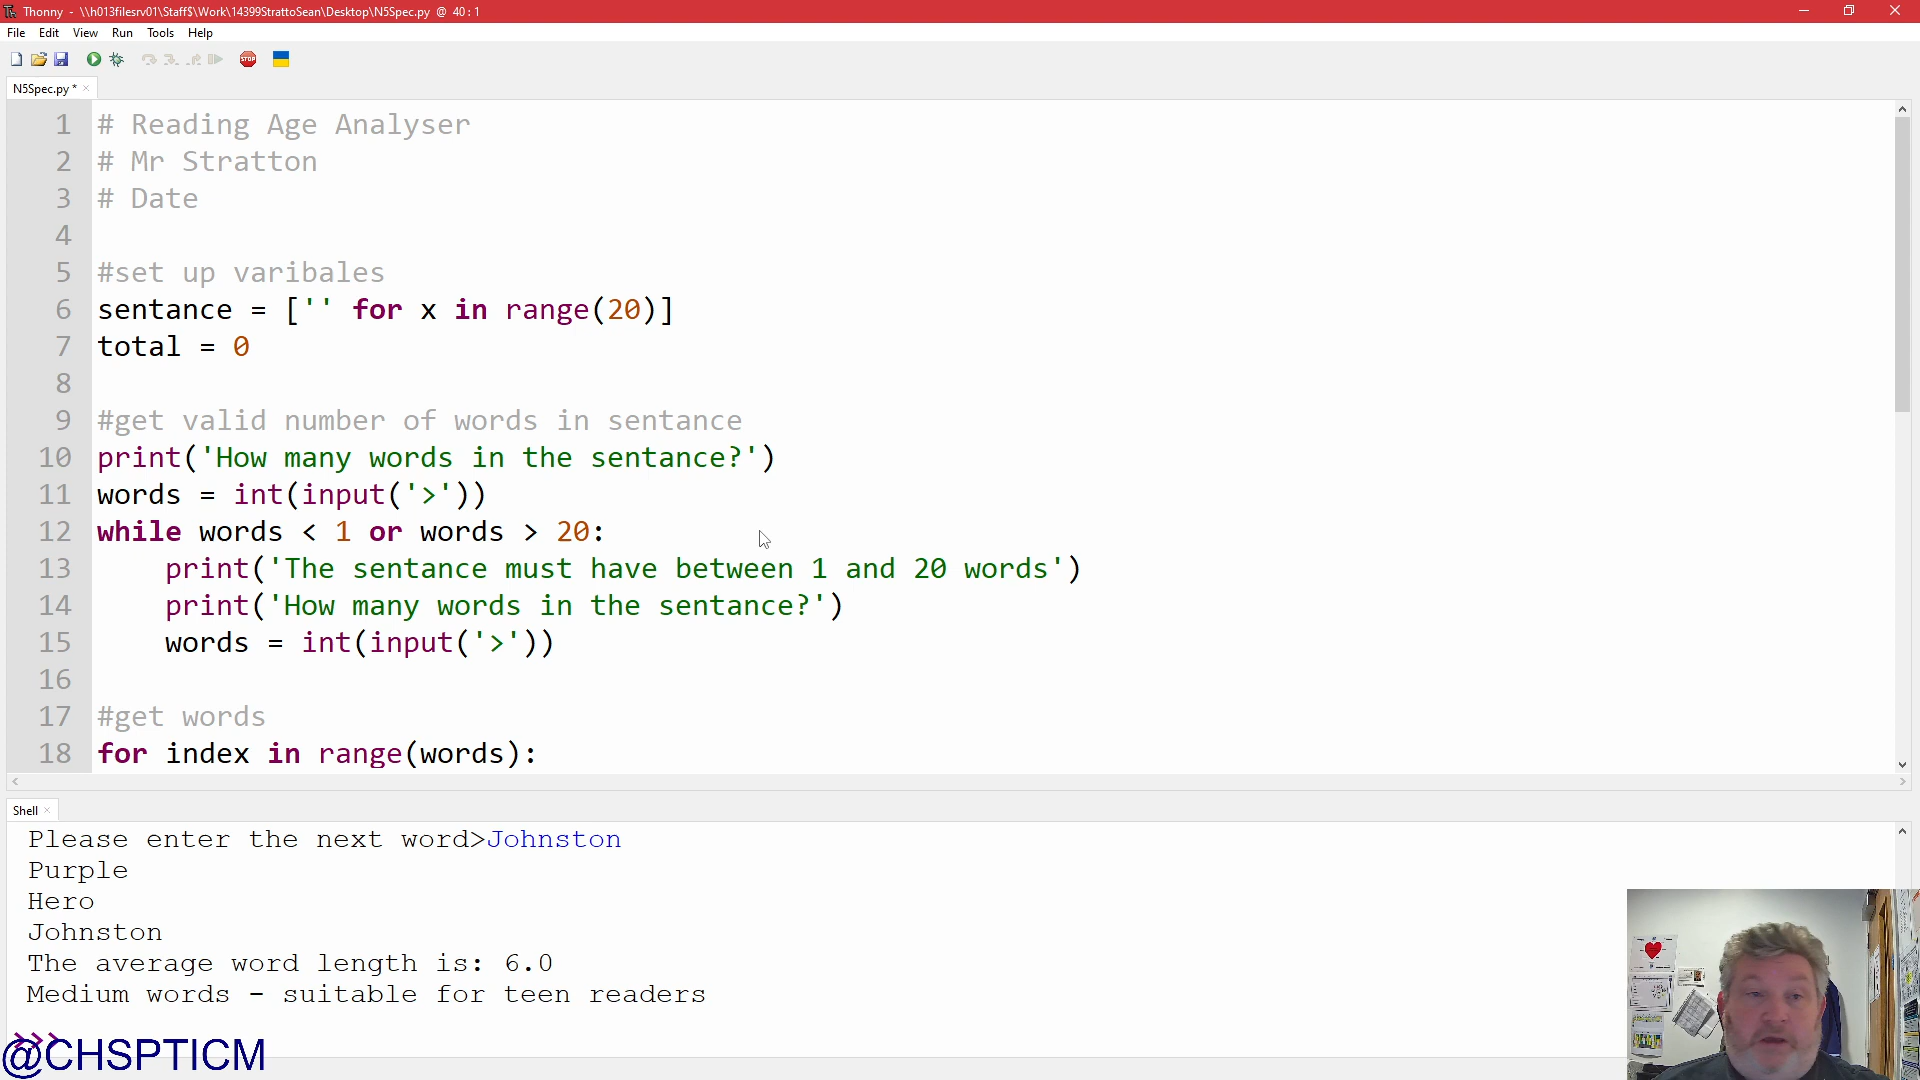 Thonny - \\h013filesrv01\Staff$\Work\14399StrattoSean\Desktop\N5Spec.py @ 40:1
File Edit View Run Tools Help
STOP
N5Spec.py * ×
1 # Reading Age Analyser
2 # Mr Stratton
3 # Date
4
5 #set up varibales
6 sentance = ['' for x in range(20)]
7 total = 0
8
9 #get valid number of words in sentance
10 print('How many words in the sentance?')
11 words = int(input('>'))
12 while words < 1 or words > 20:
13     print('The sentance must have between 1 and 20 words')
14     print('How many words in the sentance?')
15     words = int(input('>'))
16
17 #get words
18 for index in range(words):
Shell ×
Please enter the next word>Johnston
Purple
Hero
Johnston
The average word length is: 6.0
Medium words - suitable for teen readers
>>>
@CHSPTICM